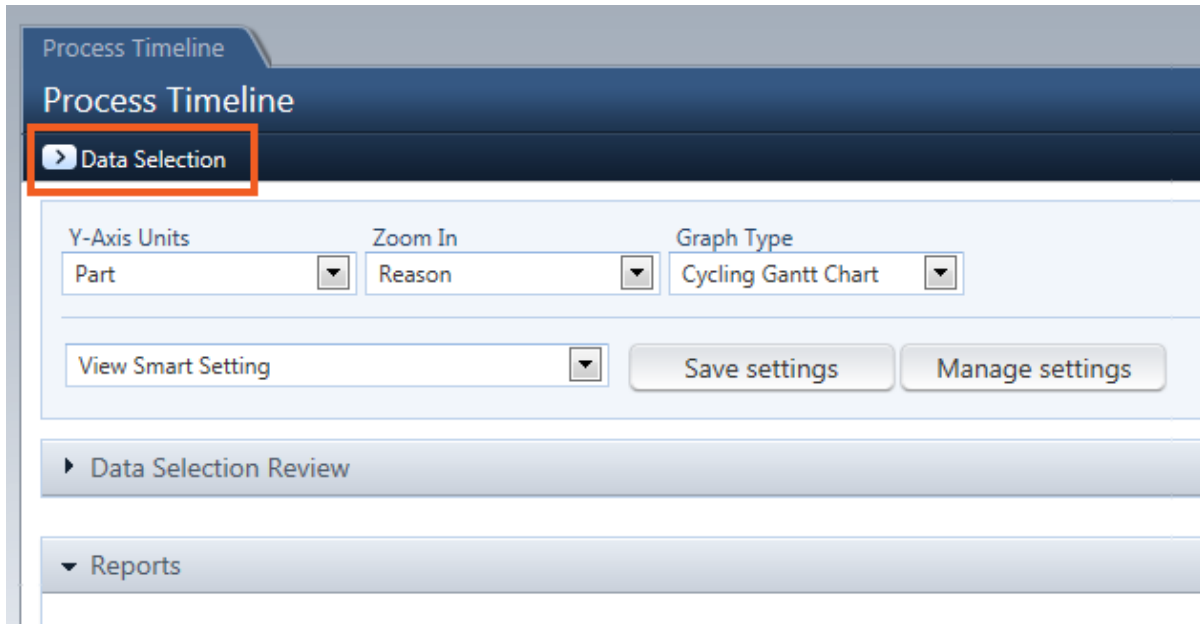 Process Timeline
Process Timeline
Data Selection
Y-Axis Units Zoom In Graph Type
Part Reason Cycling Gantt Chart
View Smart Setting Save settings Manage settings
Data Selection Review
Reports